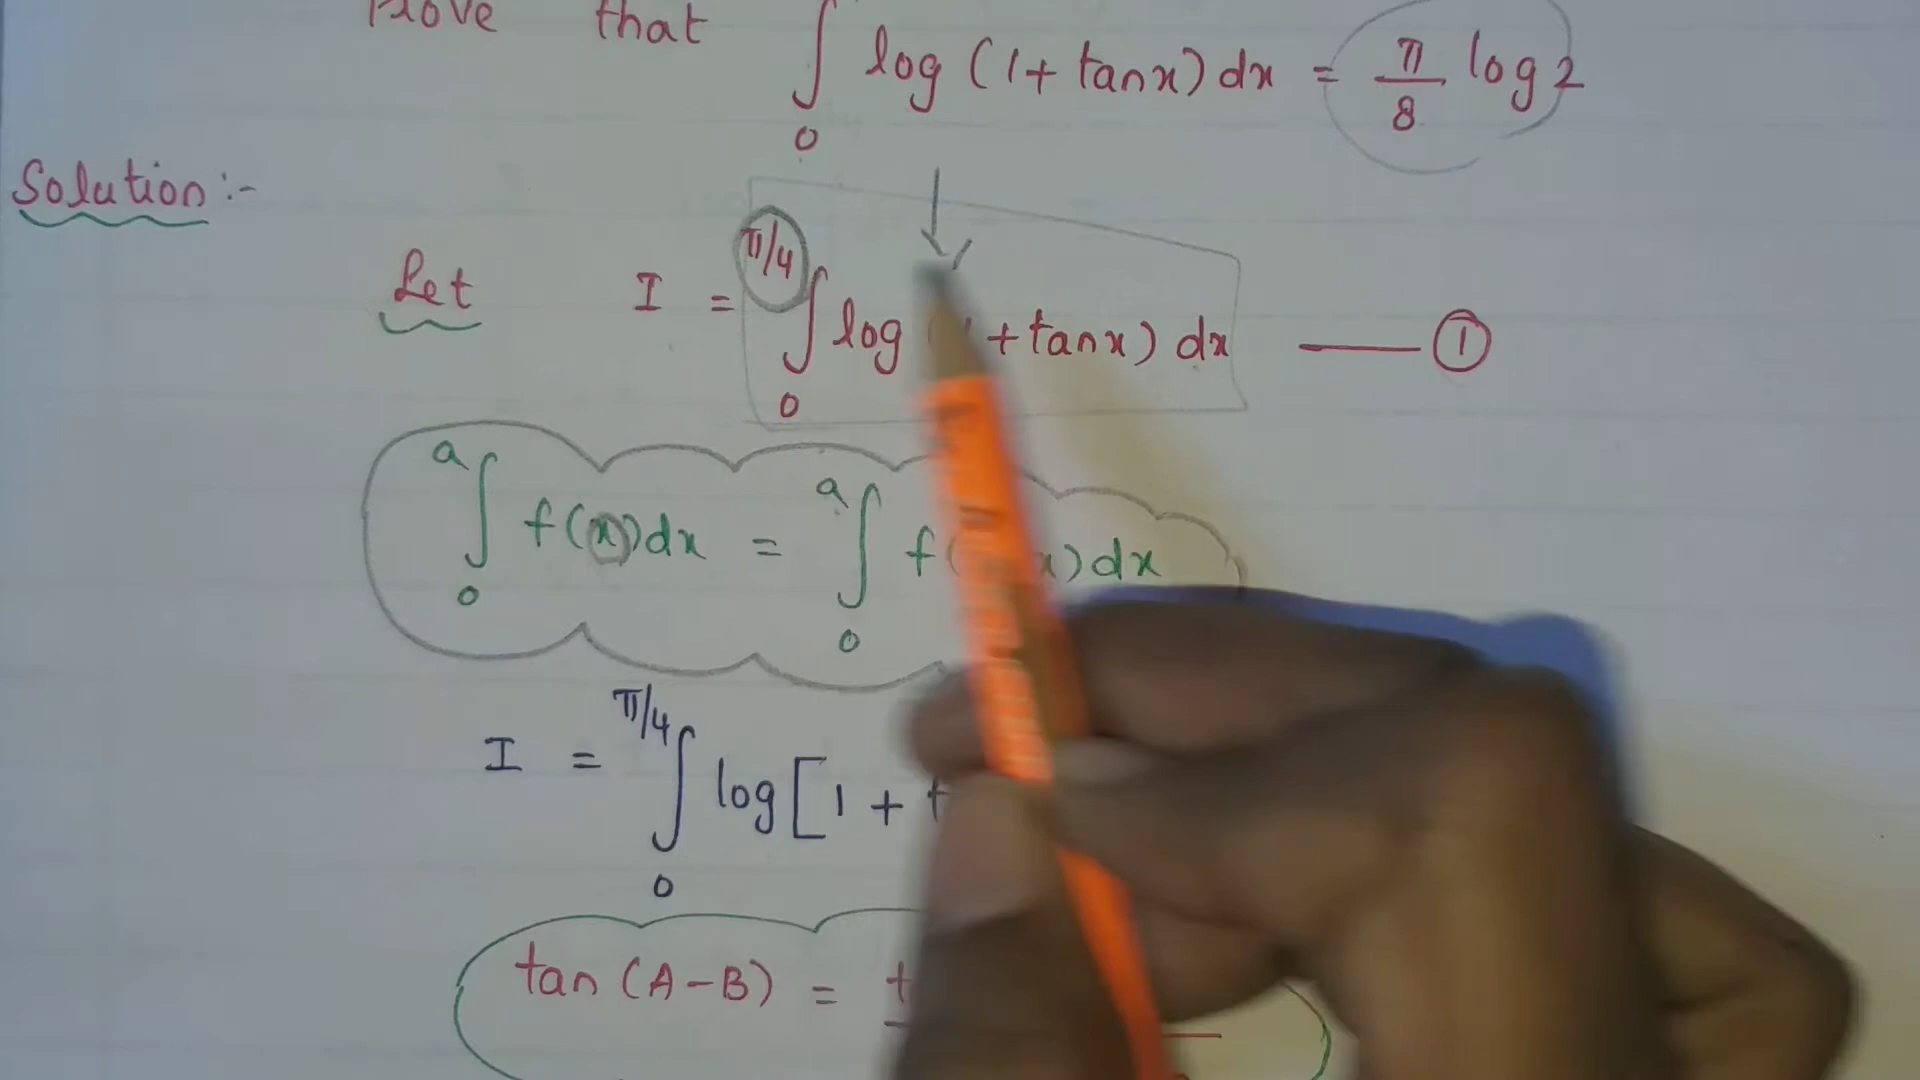 Prove that ∫₀ log (1 + tanx) dx = π/8 log 2
Solution :-
Let I = ∫₀^π/4 log + tanx) dx —— ①
∫₀^a f(x) dx = ∫₀^a f( x) dx
I = ∫₀^π/4 log [ 1 + t
tan (A - B) = t